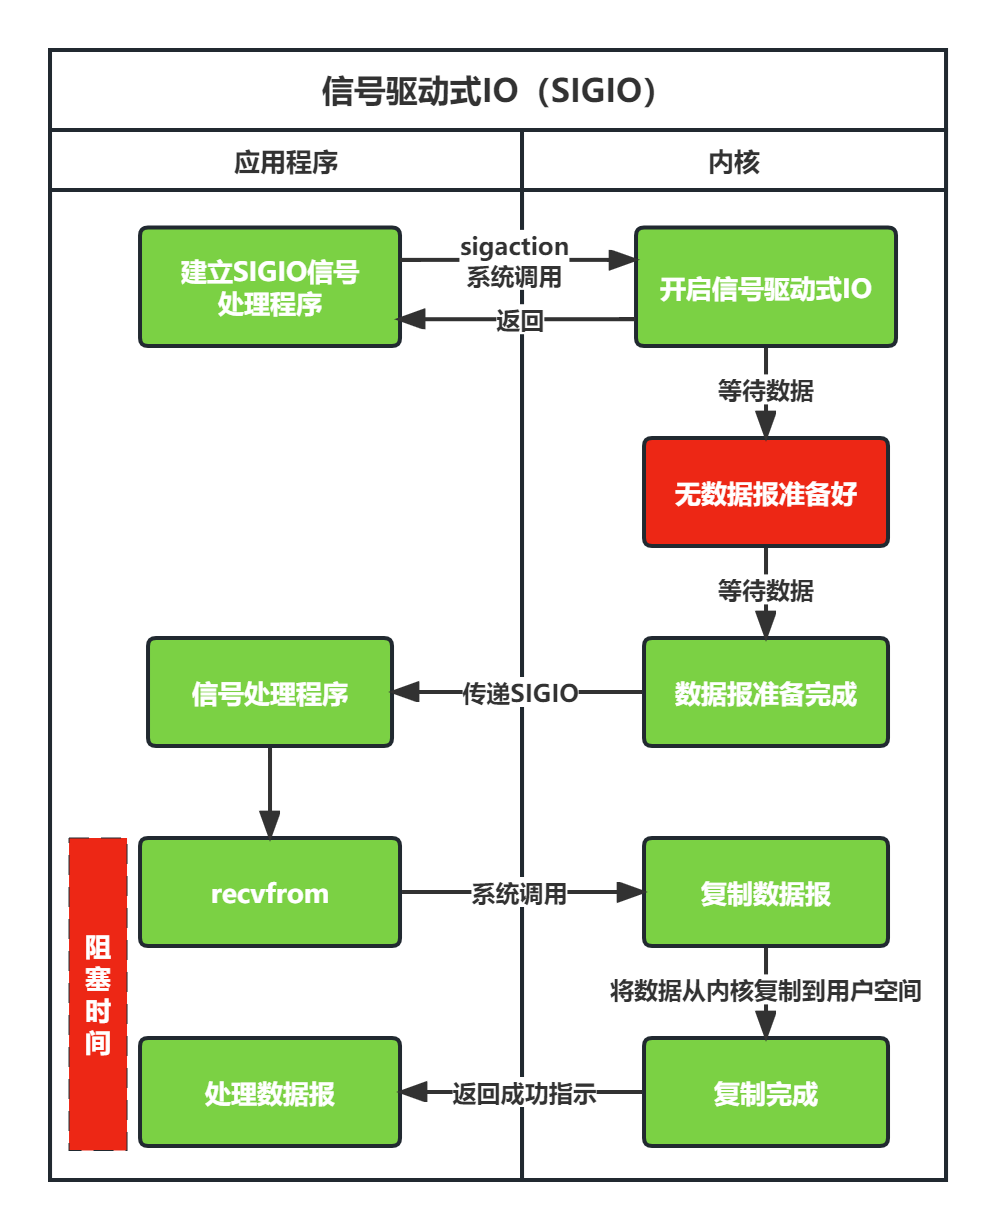 信号驱动式IO（SIGIO）
应用程序
内核
建立SIGIO信号
处理程序
sigaction
系统调用
返回
开启信号驱动式IO
等待数据
无数据报准备好
等待数据
信号处理程序
传递SIGIO
数据报准备完成
阻
塞
时
间
recvfrom
系统调用
复制数据报
将数据从内核复制到用户空间
处理数据报
返回成功指示
复制完成